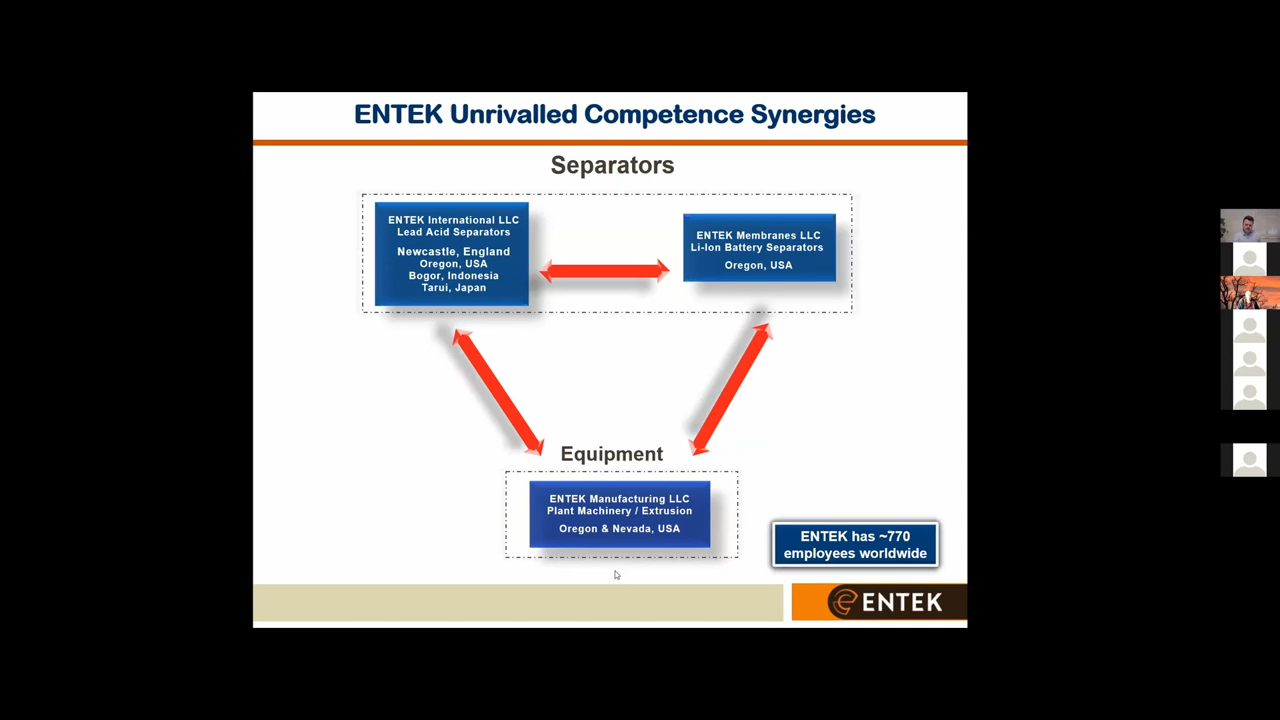 ENTEK Unrivalled Competence Synergies
Separators
ENTEK International LLC
Lead Acid Separators
Newcastle, England
Oregon, USA
Bogor, Indonesia
Tarui, Japan
ENTEK Membranes LLC
Li-Ion Battery Separators
Oregon, USA
Equipment
ENTEK Manufacturing LLC
Plant Machinery / Extrusion
Oregon & Nevada, USA
ENTEK has ~770
employees worldwide
ENTEK